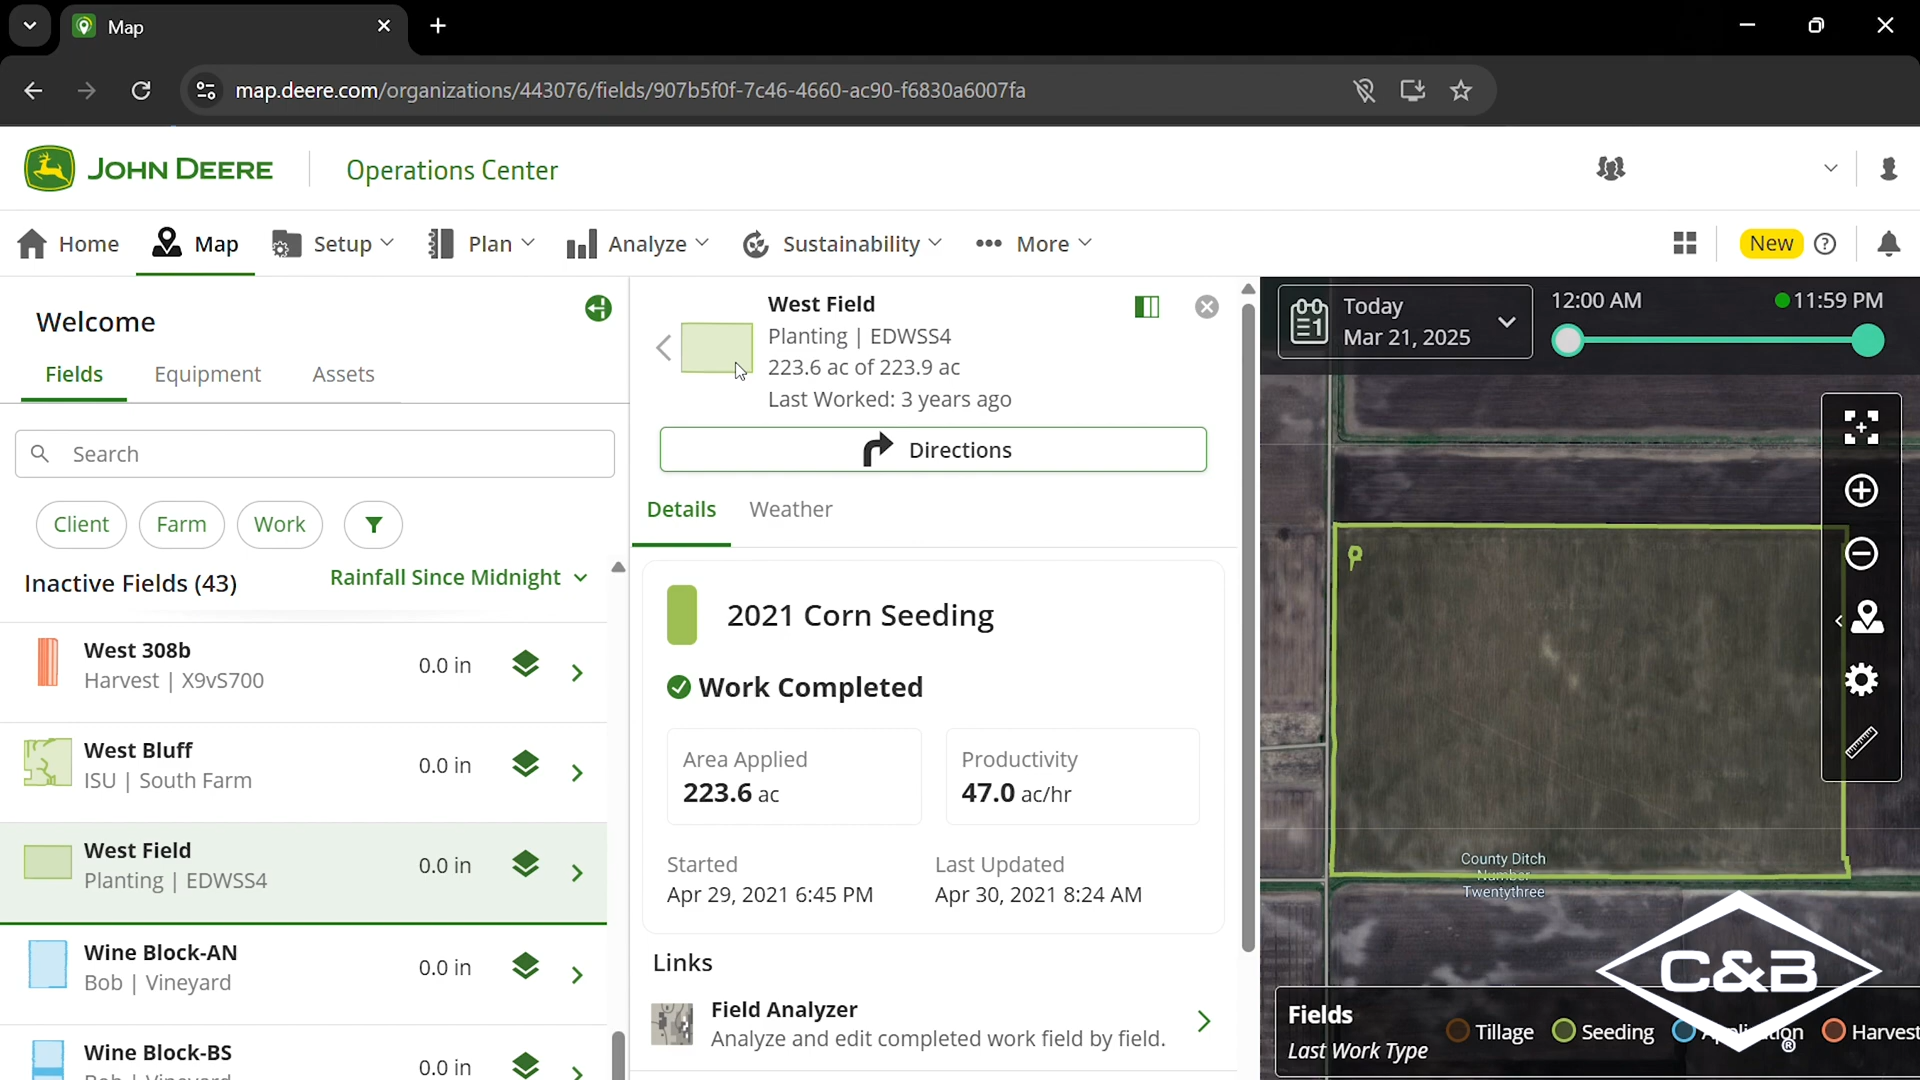 Map
map.deere.com/organizations/443076/fields/907b5f0f-7c46-4660-ac90-f6830a6007fa
JOHN DEERE
Operations Center
Home
Map
Setup
Plan
Analyze
Sustainability
More
New
Welcome
Fields
Equipment
Assets
Search
Client
Farm
Work
Inactive Fields (43)
Rainfall Since Midnight
West 308b
Harvest | X9vS700
0.0 in
West Bluff
ISU | South Farm
0.0 in
West Field
Planting | EDWSS4
0.0 in
Wine Block-AN
Bob | Vineyard
0.0 in
Wine Block-BS
Bob | Vineyard
0.0 in
West Field
Planting | EDWSS4
223.6 ac of 223.9 ac
Last Worked: 3 years ago
Directions
Details
Weather
2021 Corn Seeding
Work Completed
Area Applied
223.6 ac
Productivity
47.0 ac/hr
Started
Apr 29, 2021 6:45 PM
Last Updated
Apr 30, 2021 8:24 AM
Links
Field Analyzer
Analyze and edit completed work field by field.
1
Today
Mar 21, 2025
12:00 AM
11:59 PM
County Ditch
Number
Twentythree
C&B
®
Fields
Last Work Type
Tillage
Seeding
Application
Harvest